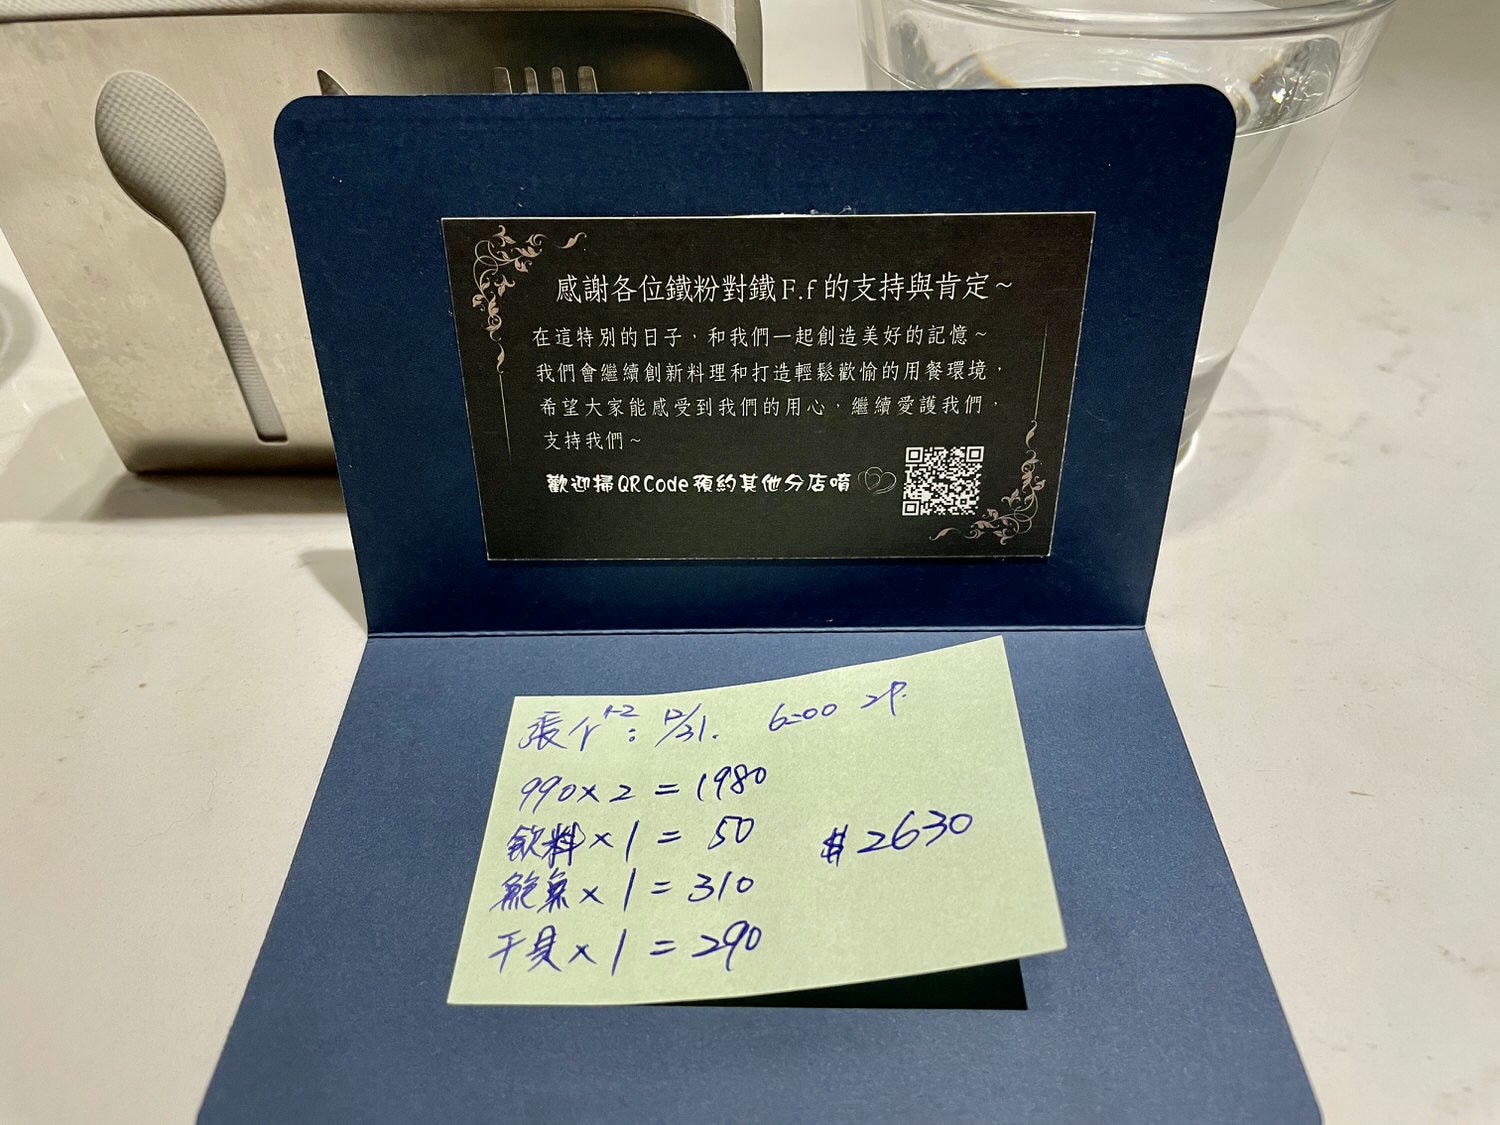 感謝各位鐵粉對鐵F.f的支持與肯定~
在這特別的日子，和我們一起創造美好的記憶~
我們會繼續創新料理和打造輕鬆歡愉的用餐環境，
希望大家能感受到我們的用心，繼續愛護我們，
支持我們~
歡迎掃QRCode預約其他分店唷
張 1-2 : 12/31. 6:00 2P.
990×2=1980
飲料×1=50
$2630
鮑魚×1=310
干貝×1=290